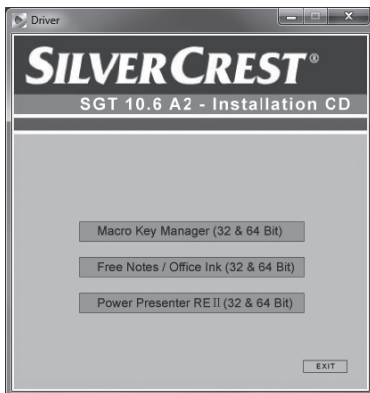 Driver
SILVERCREST®
SGT 10.6 A2 - Installation CD
Macro Key Manager (32 & 64 Bit)
Free Notes / Office Ink (32 & 64 Bit)
Power Presenter RE II (32 & 64 Bit)
EXIT